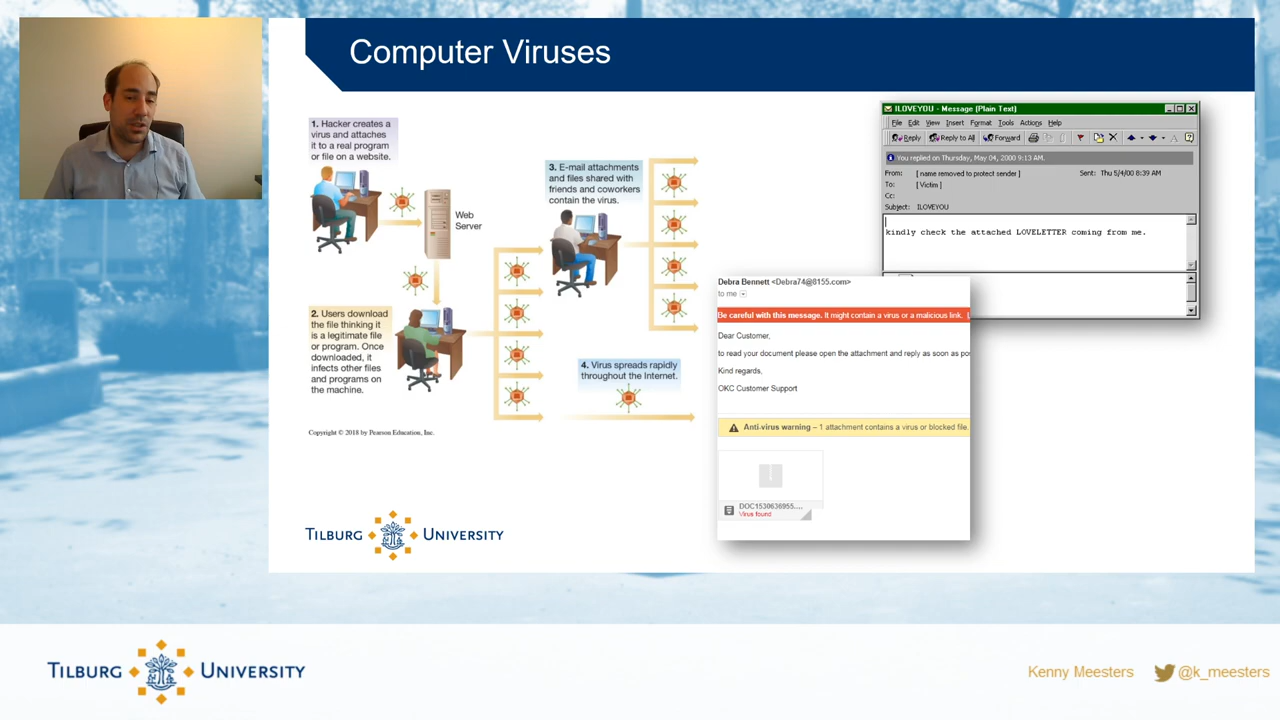 Computer Viruses
1. Hacker creates a
virus and attaches
it to a real program
or file on a website.
Web
Server
2. Users download
the file thinking it
is a legitimate file
or program. Once
downloaded, it
infects other files
and programs on
the machine.
3. E-mail attachments
and files shared with
friends and coworkers
contain the virus.
4. Virus spreads rapidly
throughout the Internet.
Copyright © 2018 by Pearson Education, Inc.
ILOVEYOU - Message (Plain Text)
File Edit View Insert Format Tools Actions Help
Reply Reply to All Forward
You replied on Thursday, May 04, 2000 9:13 AM.
From: [ name removed to protect sender ] Sent: Thu 5/4/00 8:39 AM
To: [ Victim ]
Cc:
Subject: ILOVEYOU
kindly check the attached LOVELETTER coming from me.
Debra Bennett <Debra74@8155.com>
to me
Be careful with this message. It might contain a virus or a malicious link.
Dear Customer,
to read your document please open the attachment and reply as soon as pos
Kind regards,
OKC Customer Support
Anti-virus warning – 1 attachment contains a virus or blocked file.
DOC1530636955....
Virus found
TILBURG UNIVERSITY
TILBURG UNIVERSITY
Kenny Meesters @k_meesters